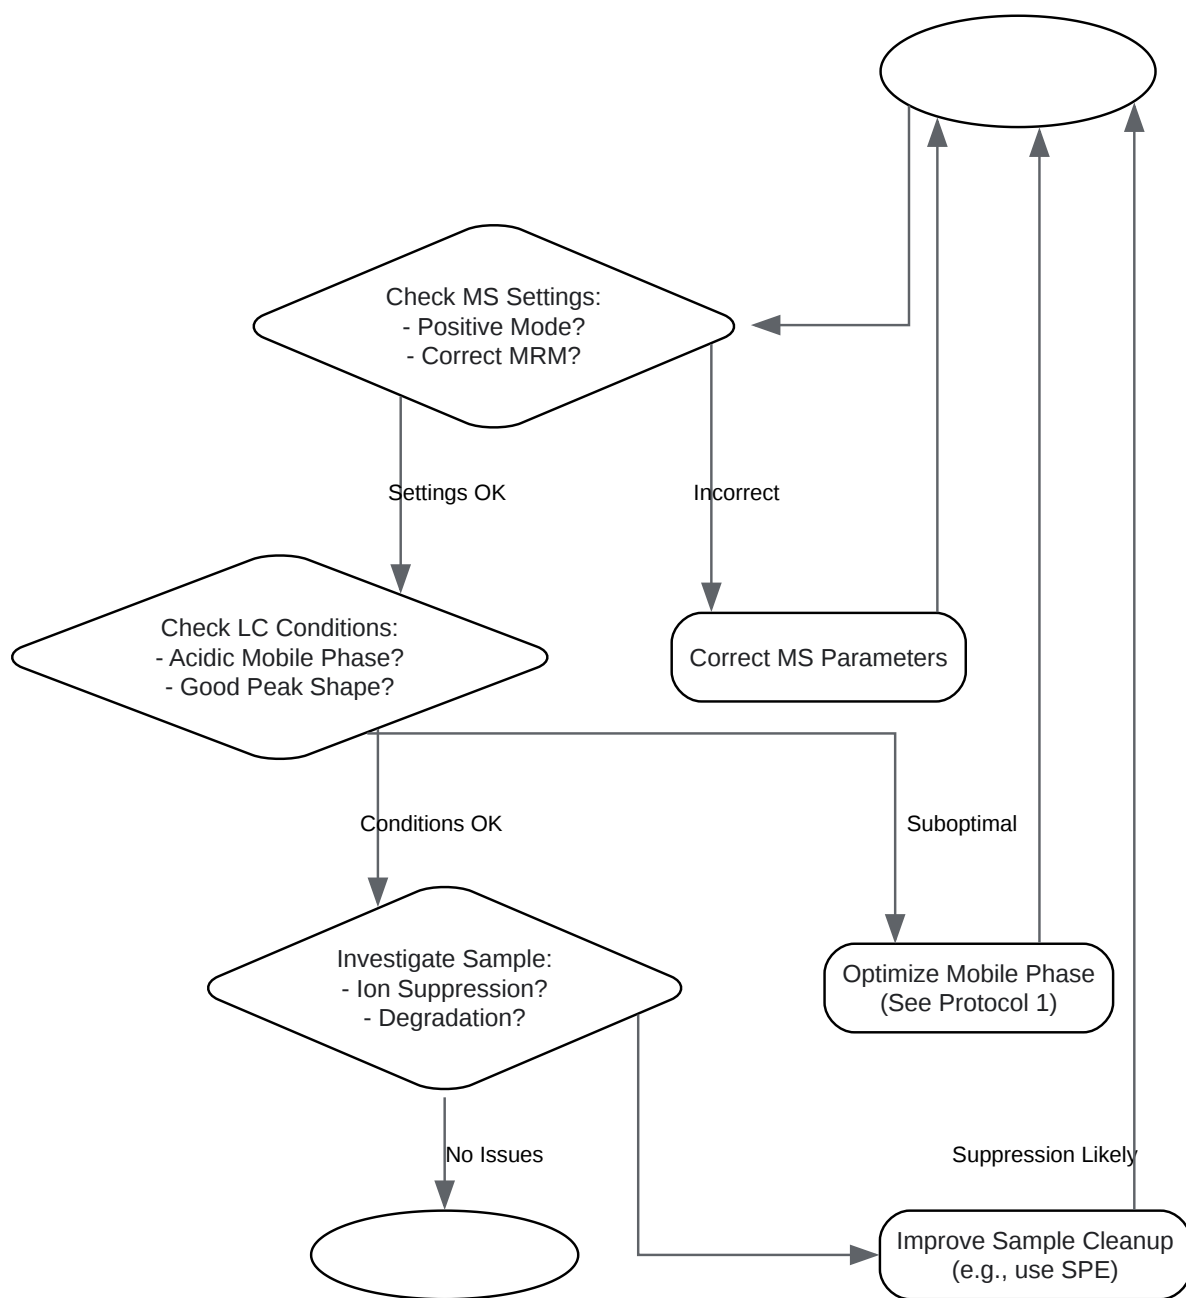 Check MS Settings:
- Positive Mode?
- Correct MRM?
Settings OK
Incorrect
Check LC Conditions:
- Acidic Mobile Phase?
- Good Peak Shape?
Correct MS Parameters
Conditions OK
Suboptimal
Investigate Sample:
- Ion Suppression?
- Degradation?
Optimize Mobile Phase
(See Protocol 1)
No Issues
Suppression Likely
Improve Sample Cleanup
(e.g., use SPE)